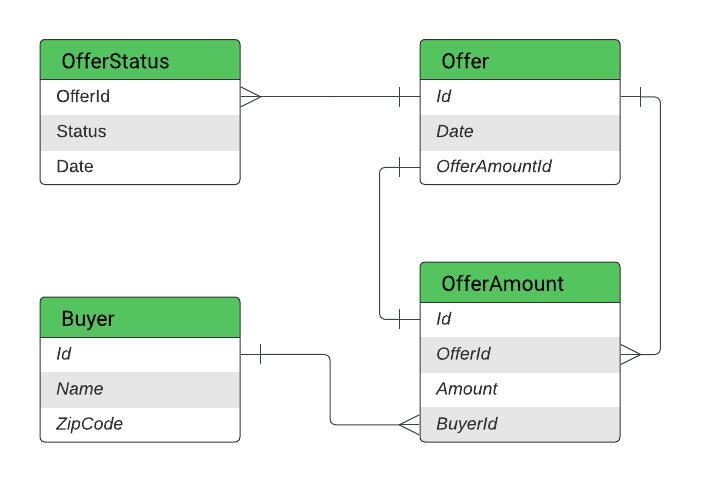 OfferStatus
OfferId
Status
Date
Offer
Id
Date
OfferAmountId
Buyer
Id
Name
ZipCode
OfferAmount
Id
OfferId
Amount
BuyerId